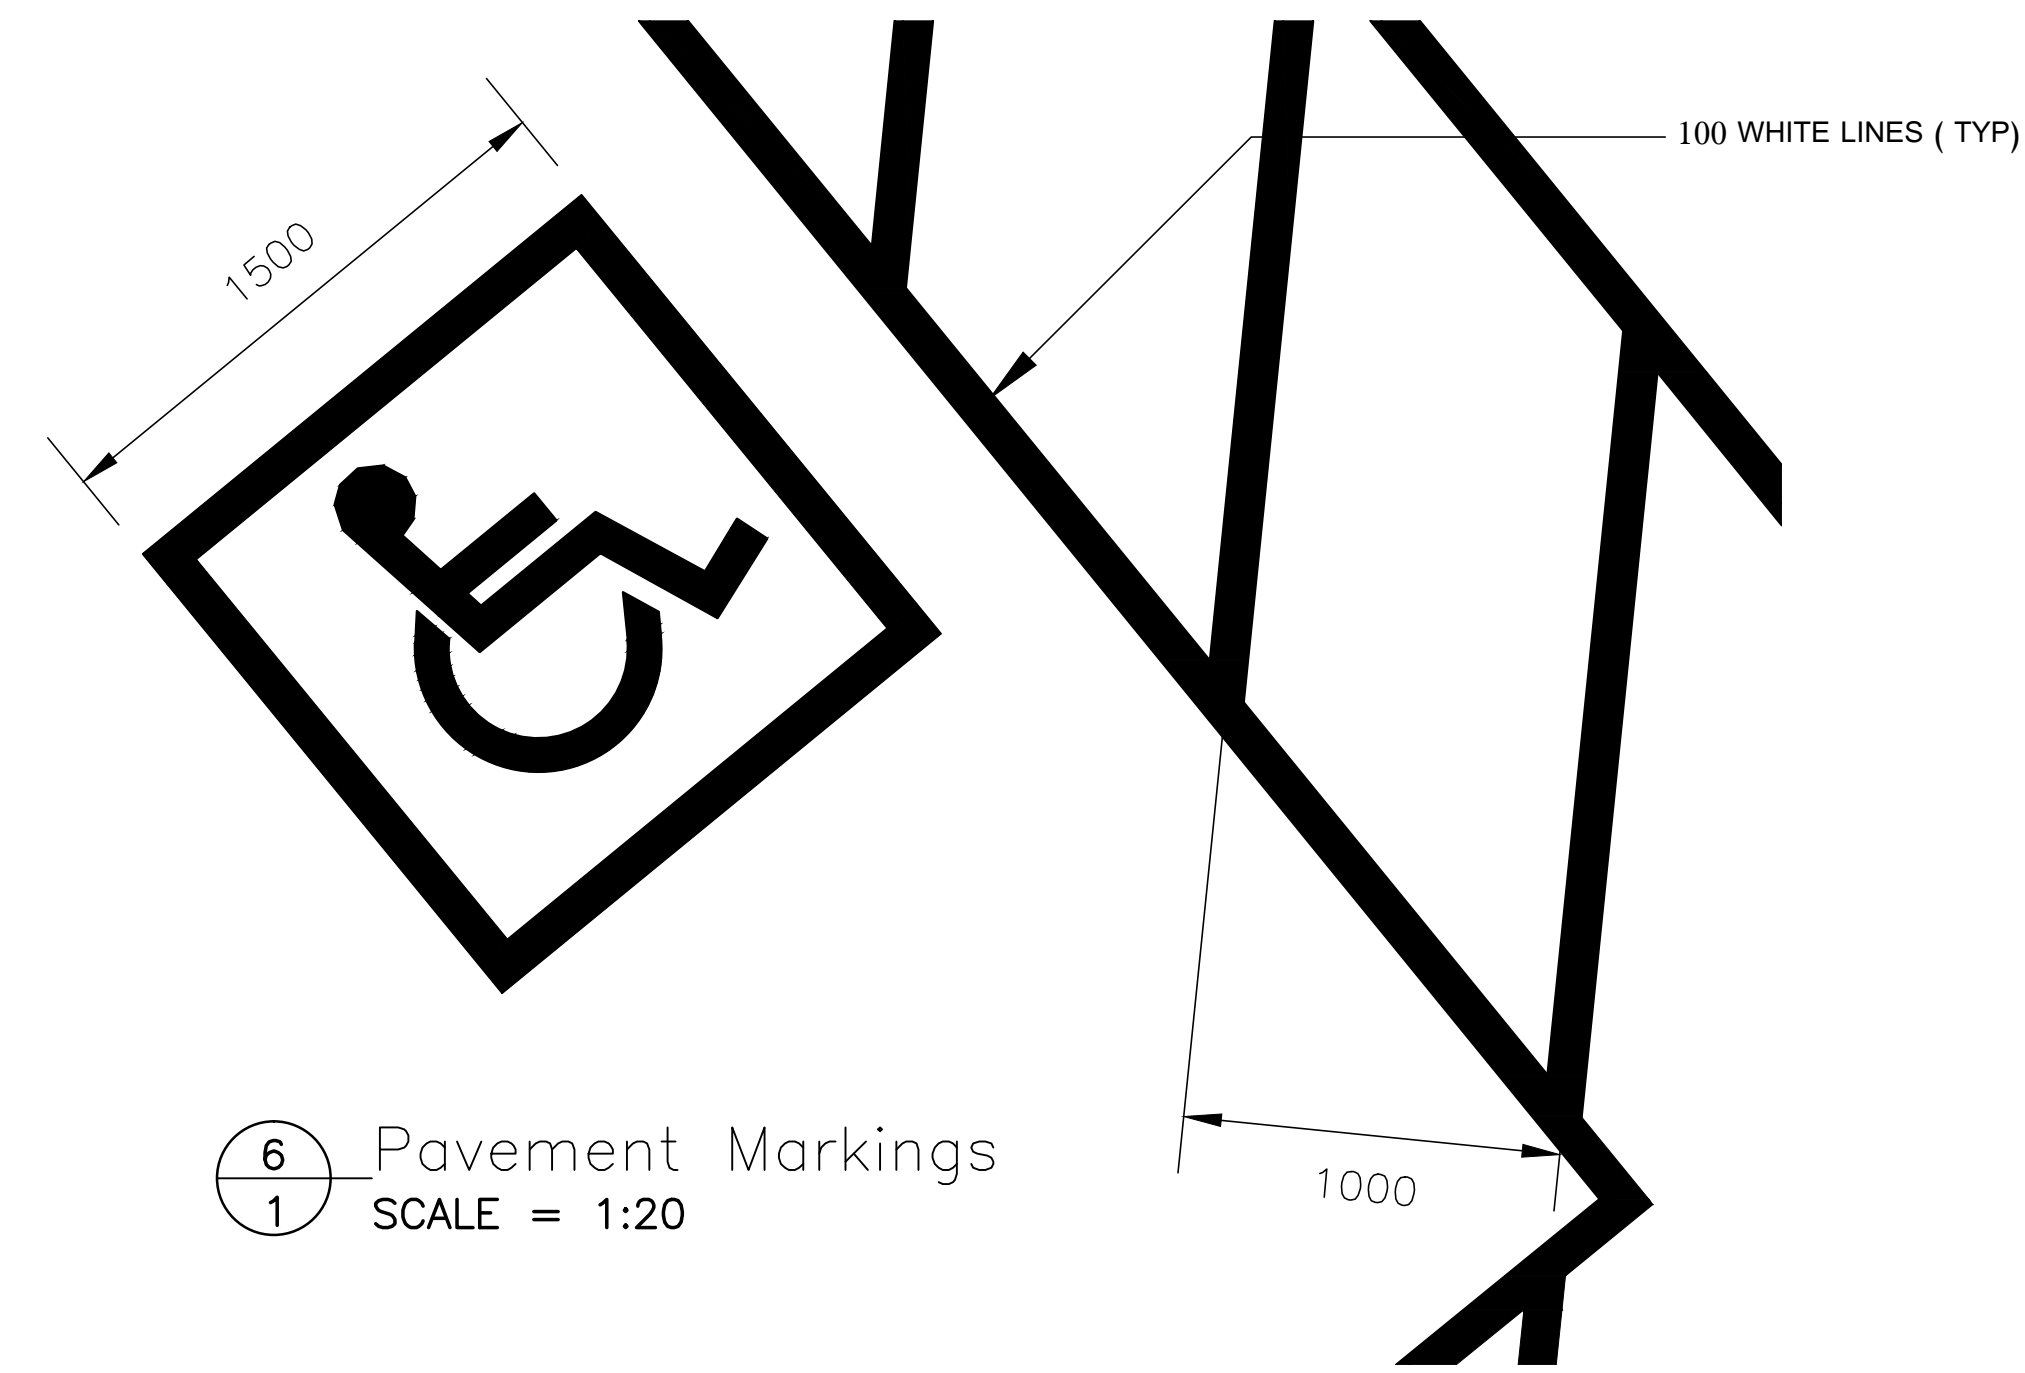 100 WHITE LINES ( TYP)
1500
1000
6
1
Pavement Markings
SCALE = 1:20